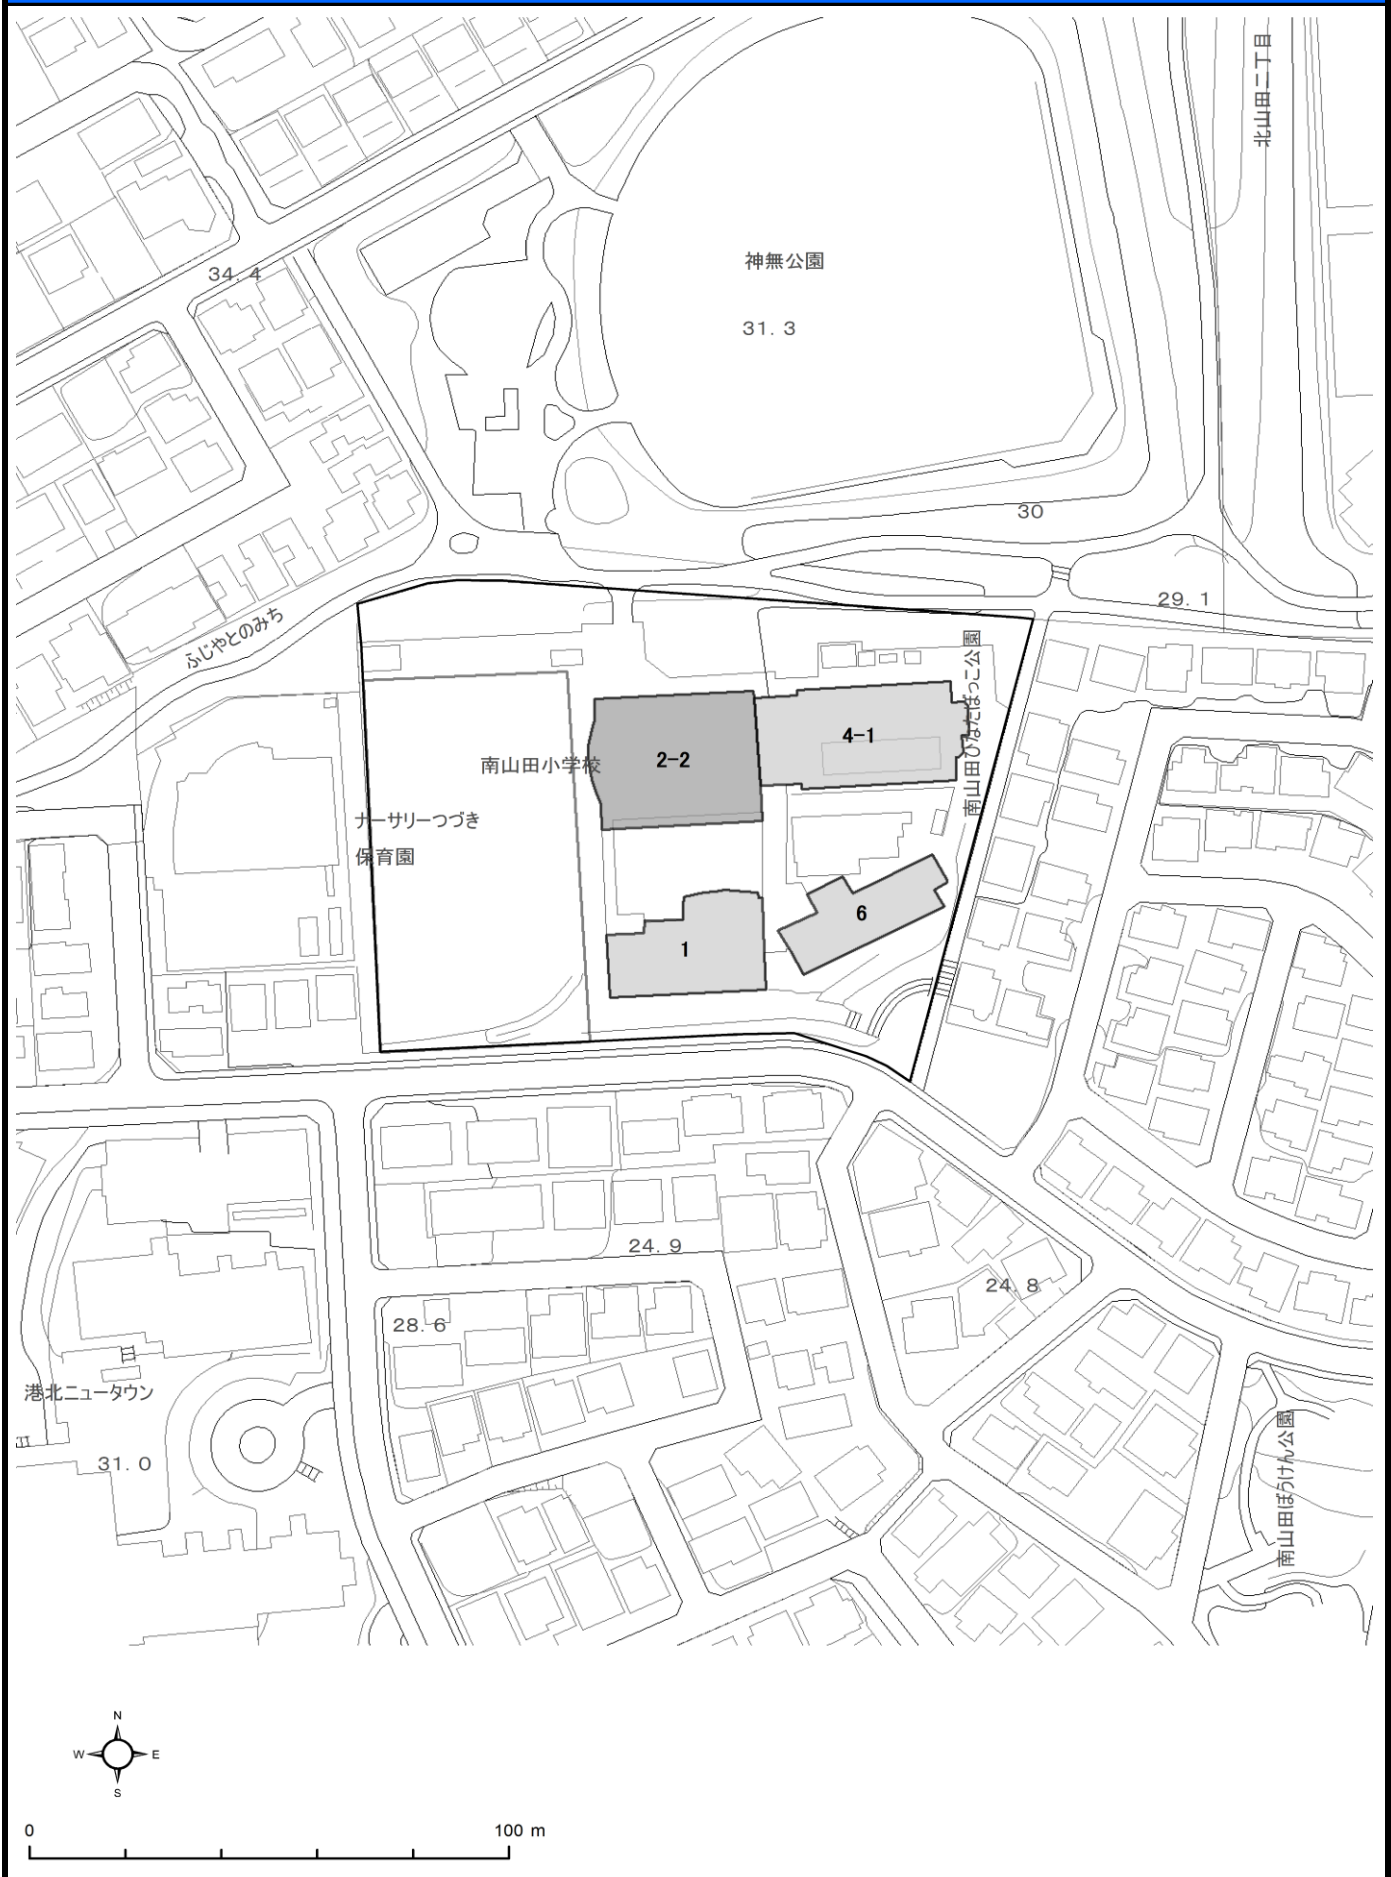 北山田二丁目
神無公園
34.4
31.3
30
29.1
ふじやとのみち
南山田ひなたぼっこ公園
4-1
2-2
南山田小学校
ナーサリーつづき
保育園
6
1
24.9
24.8
28.6
港北ニュータウン
31.0
南山田ぼうけん公園
N
W
E
S
0
100 m